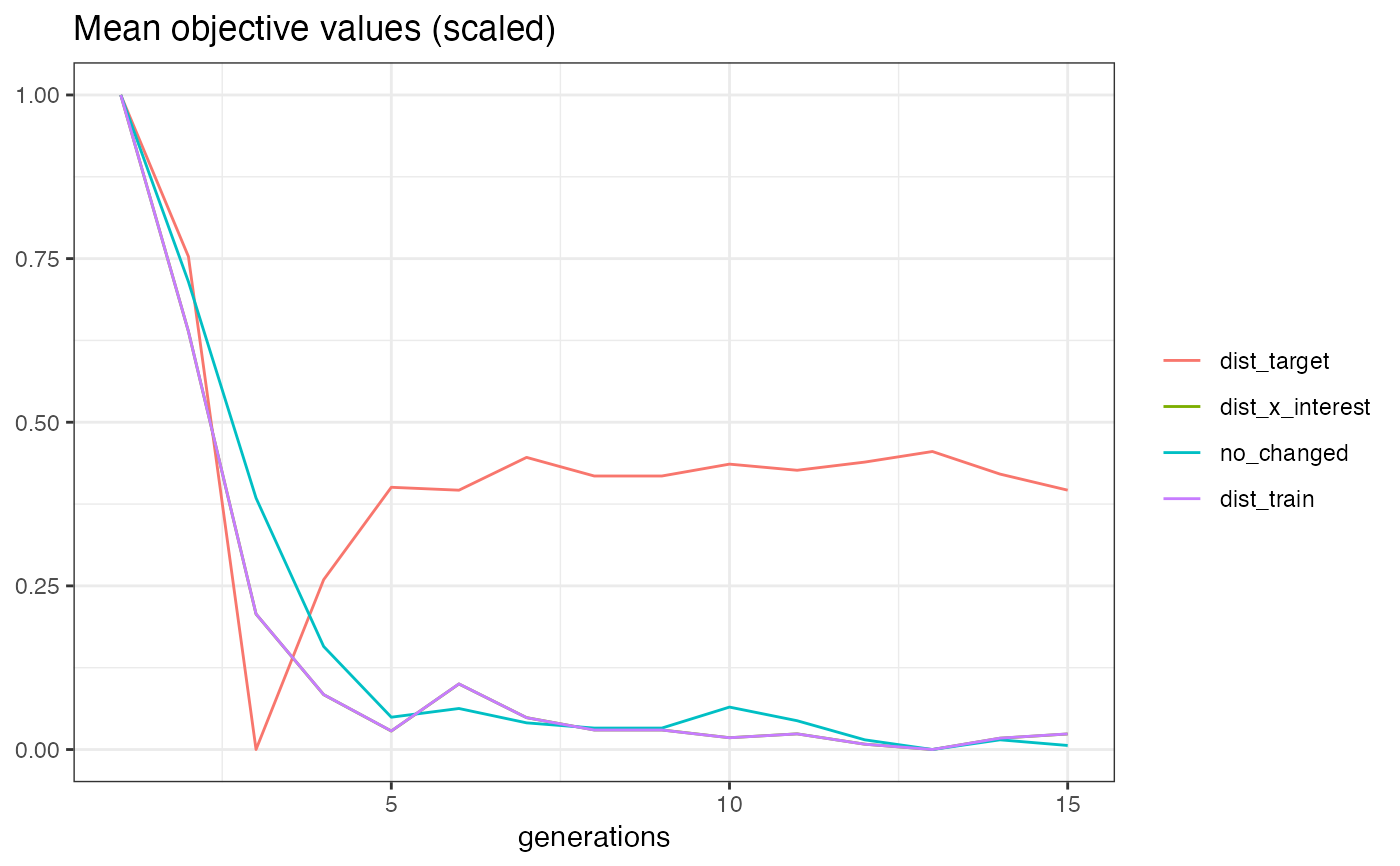 Mean objective values (scaled)
1.00
0.75
0.50
0.25
0.00
5
10
15
generations
dist_target
dist_x_interest
no_changed
dist_train